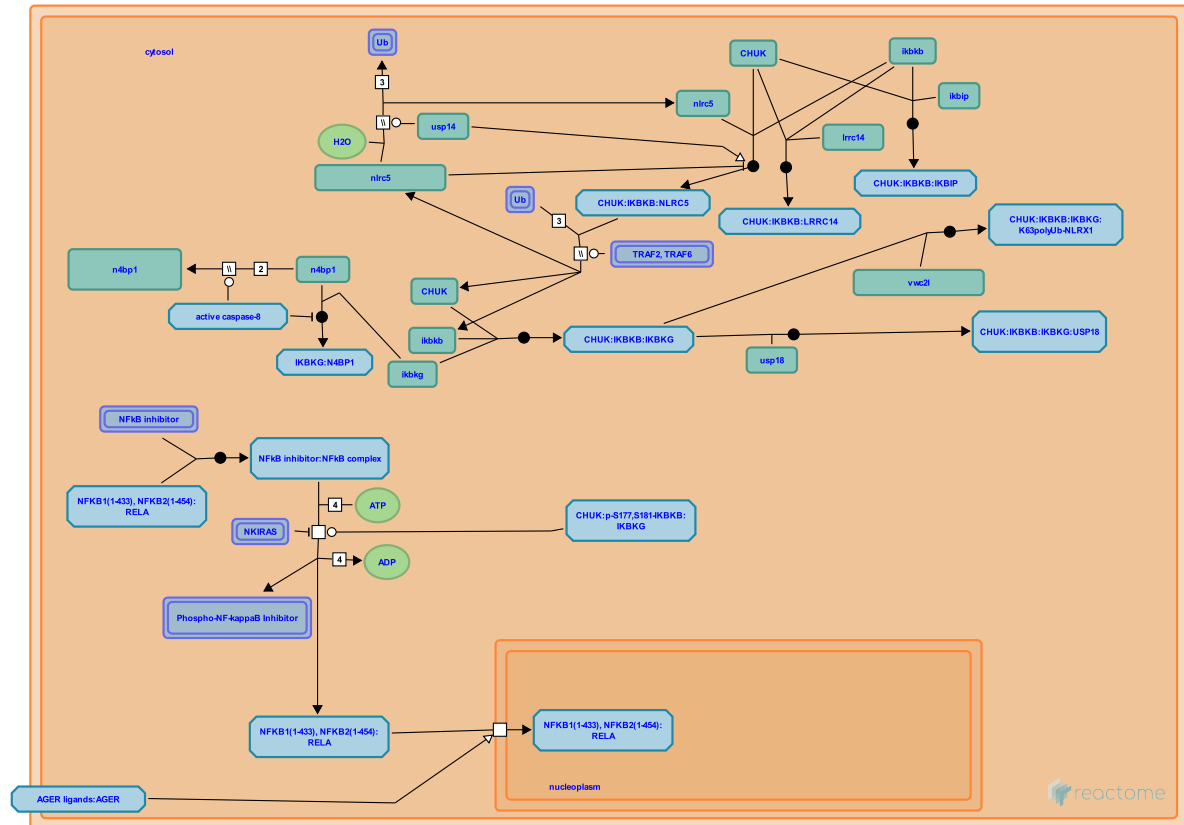 Ub
cytosol
CHUK
ikbkb
3
nlrc5
ikbip
\\
usp14
lrrc14
H2O
nlrc5
CHUK:IKBKB:IKBIP
Ub
CHUK:IKBKB:NLRC5
3
CHUK:IKBKB:LRRC14
CHUK:IKBKB:IKBKG:
K63polyUb-NLRX1
\\
TRAF2, TRAF6
n4bp1
\\
2
n4bp1
CHUK
vwc2l
active caspase-8
ikbkb
CHUK:IKBKB:IKBKG
CHUK:IKBKB:IKBKG:USP18
IKBKG:N4BP1
ikbkg
usp18
NFkB inhibitor
NFkB inhibitor:NFkB complex
NFKB1(1-433), NFKB2(1-454):
RELA
4
ATP
CHUK:p-S177,S181-IKBKB:
IKBKG
NKIRAS
4
ADP
Phospho-NF-kappaB Inhibitor
NFKB1(1-433), NFKB2(1-454):
RELA
NFKB1(1-433), NFKB2(1-454):
RELA
nucleoplasm
AGER ligands:AGER
reactome